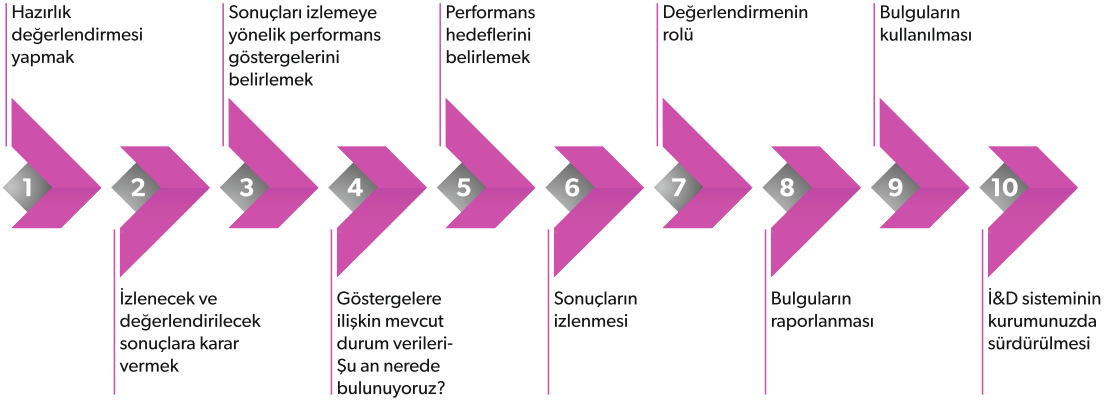 Hazırlık
değerlendirmesi
yapmak
1
İzlenecek ve
değerlendirilecek
sonuçlara karar
vermek
2
Sonuçları izlemeye
yönelik performans
göstergelerini
belirlemek
3
Göstergelere
ilişkin mevcut
durum verileri-
Şu an nerede
bulunuyoruz?
4
Performans
hedeflerini
belirlemek
5
Sonuçların
izlenmesi
6
Değerlendirmenin
rolü
7
Bulguların
raporlanması
8
Bulguların
kullanılması
9
İ&D sisteminin
kurumunuzda
sürdürülmesi
10